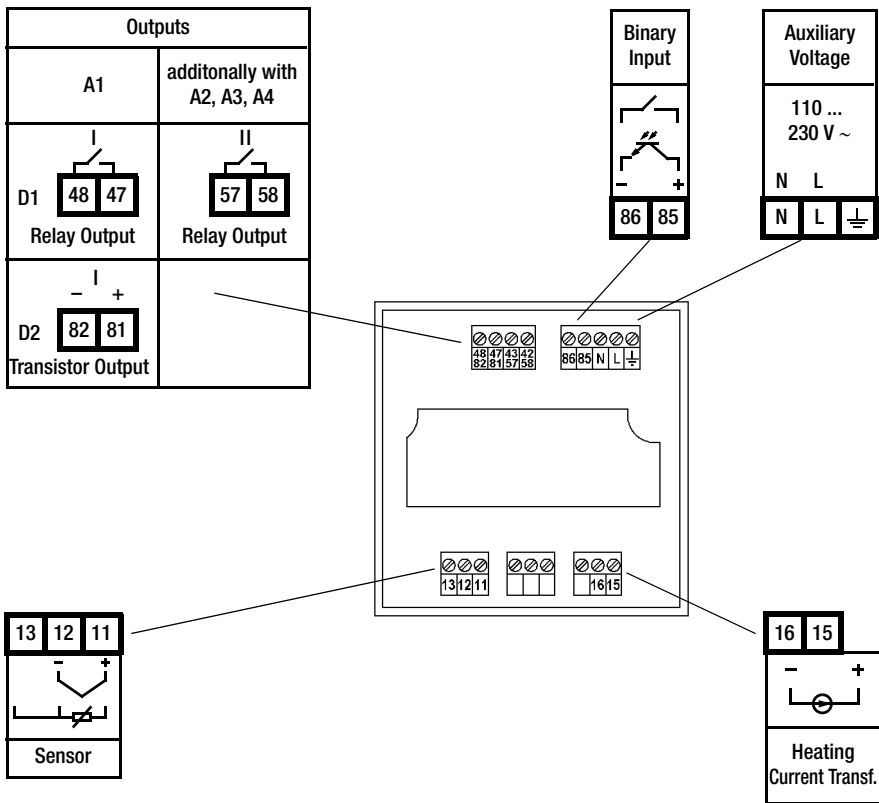 Outputs
A1
additonally with
A2, A3, A4
I
D1
48 47
Relay Output
II
57 58
Relay Output
I
– +
D2
82 81
Transistor Output
Binary
Input
– +
86 85
Auxiliary
Voltage
110 ...
230 V ~
N L
N L
48 47 43 42
82 81 57 58
86 85 N L
13 12 11
16 15
13 12 11
– +
Sensor
16 15
– +
Heating
Current Transf.